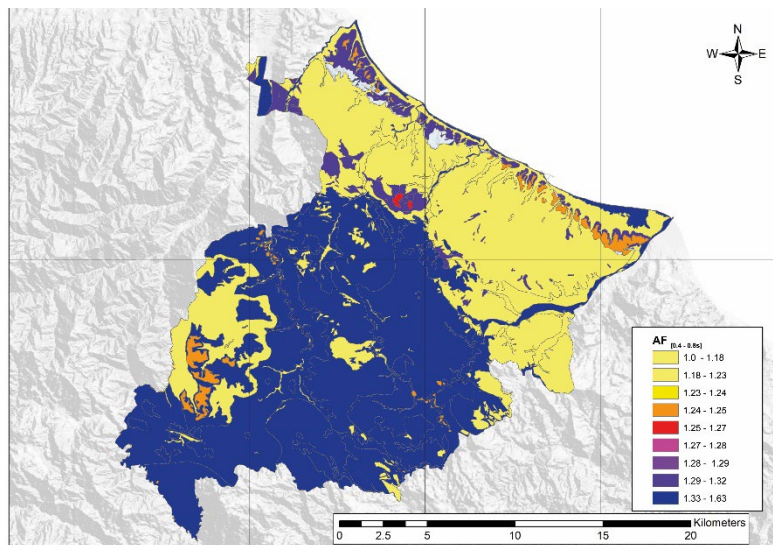 N
W E
S
AF [0.4 - 0.8s]
1.0 - 1.18
1.18 - 1.23
1.23 - 1.24
1.24 - 1.25
1.25 - 1.27
1.27 - 1.28
1.28 - 1.29
1.29 - 1.32
1.33 - 1.63
Kilometers
0 2.5 5 10 15 20